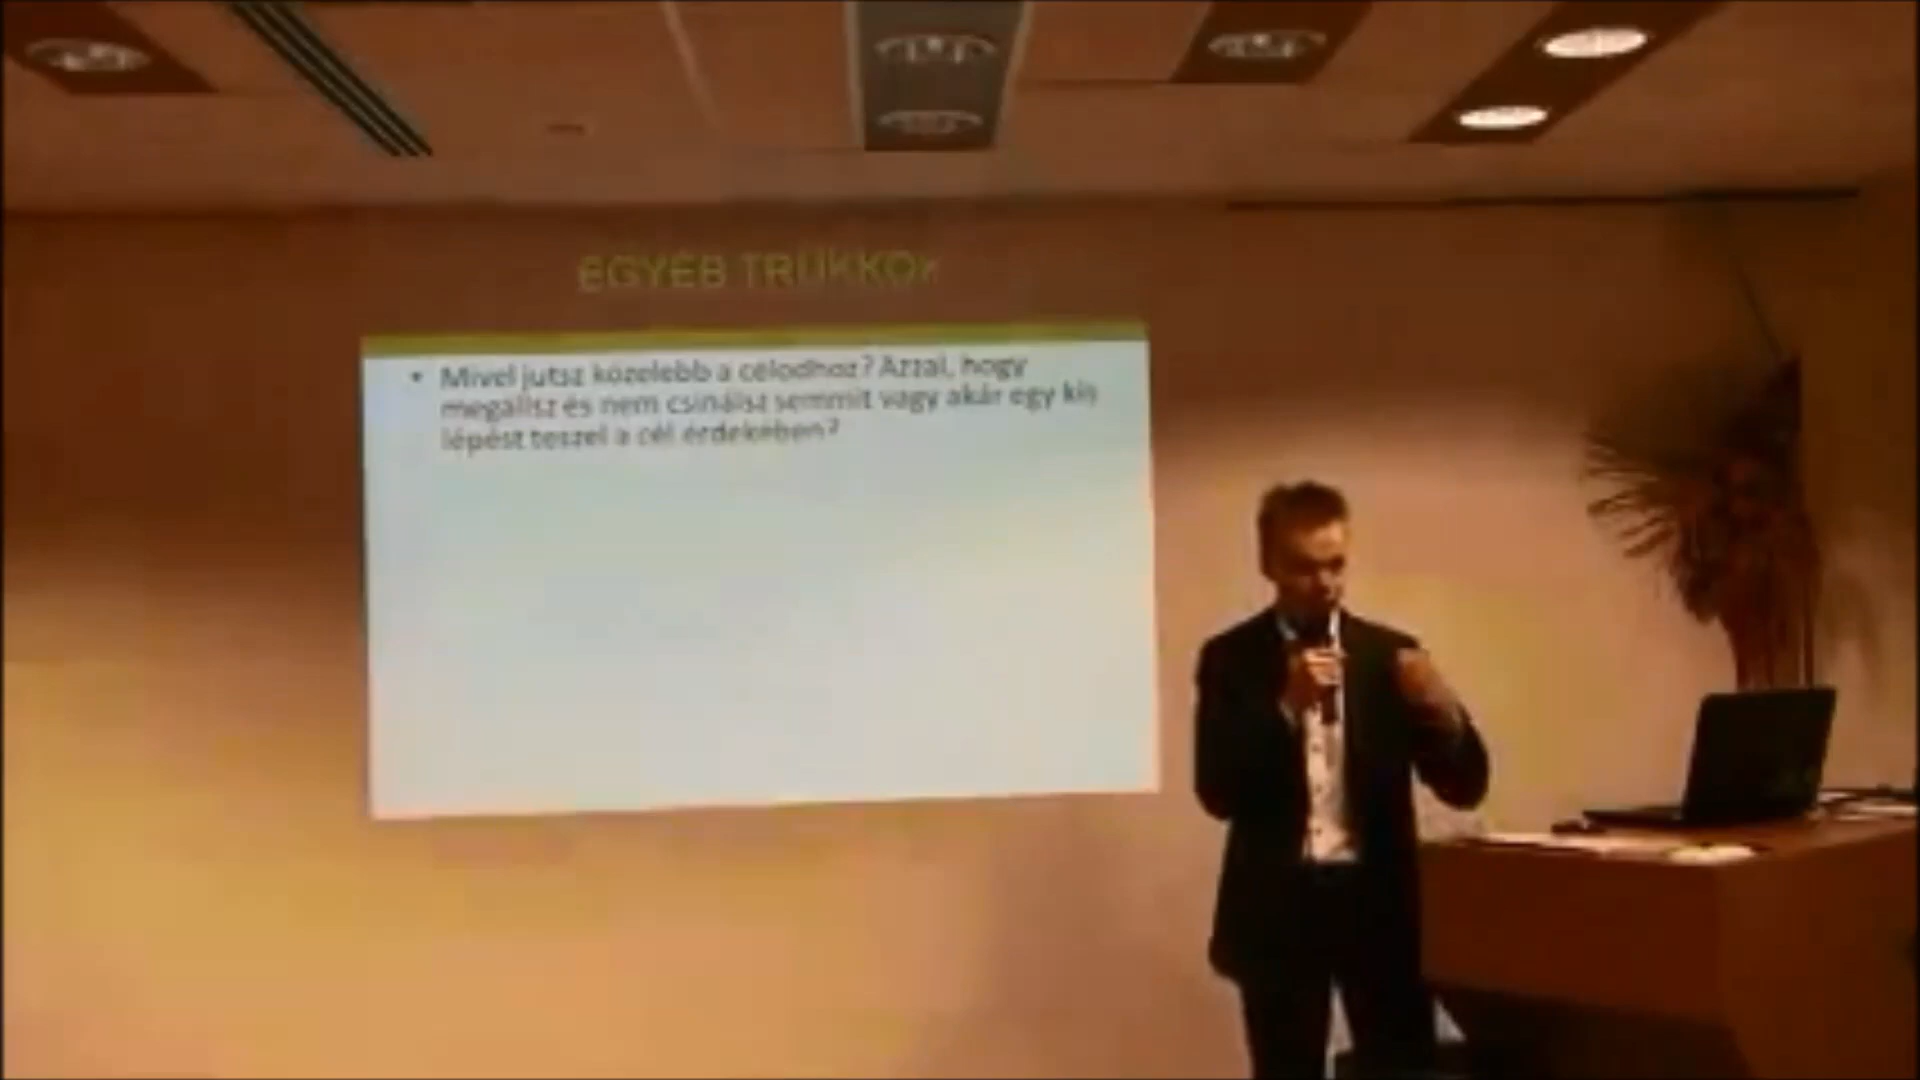 EGYÉB TRÜKKÖK
• Mivel jutsz közelebb a célodhoz? Azzal, hogy
megállsz és nem csinálsz semmit vagy akár egy kis
lépést teszel a cél érdekében?